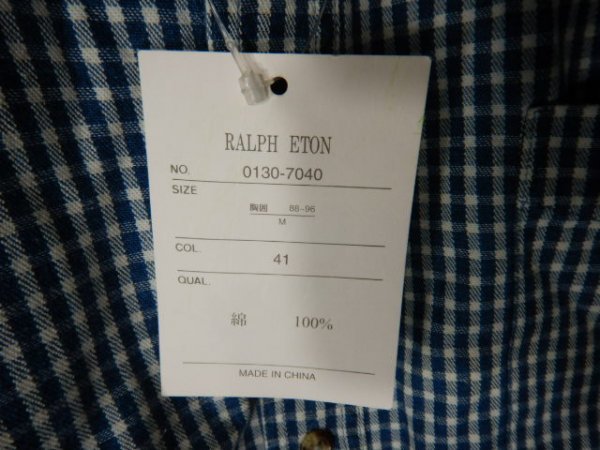 RALPH ETON
NO. 0130-7040
SIZE
胸囲 88~96
M
COL. 41
QUAL.
綿 100%
MADE IN CHINA